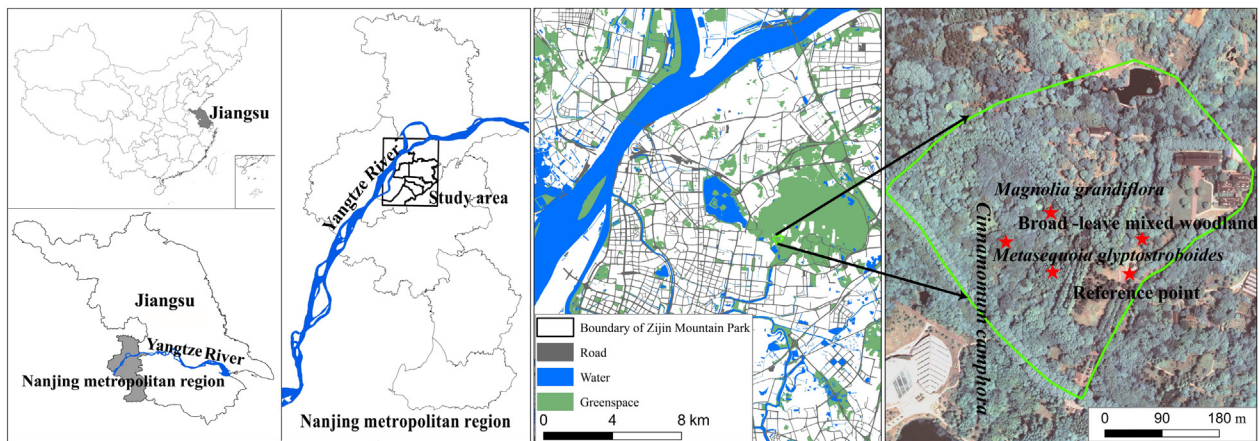 Jiangsu
Jiangsu
Yangtze River
Nanjing metropolitan region
Yangtze River
Study area
Nanjing metropolitan region
Boundary of Zijin Mountain Park
Road
Water
Greenspace
0 4 8 km
Magnolia grandiflora
Broad -leave mixed woodland
Cinnamomum camphora
Metasequoia glyptostroboides
Reference point
0 90 180 m